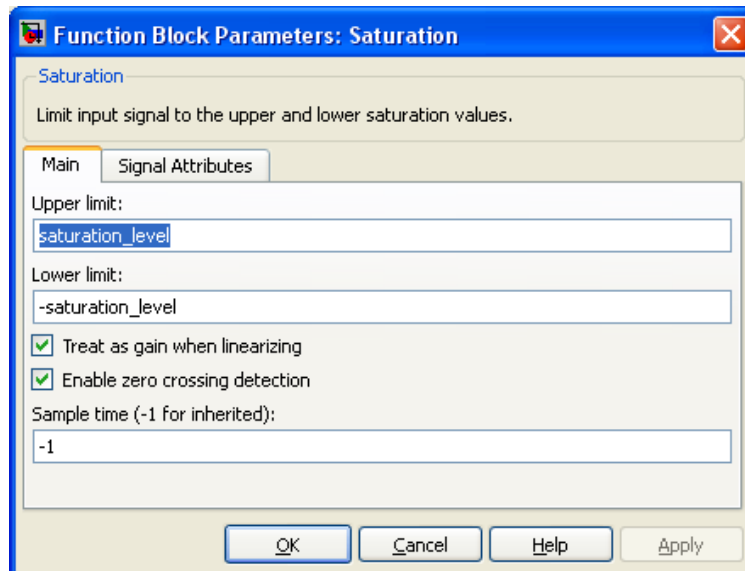 Function Block Parameters: Saturation
Saturation
Limit input signal to the upper and lower saturation values.
Main Signal Attributes
Upper limit:
saturation_level
Lower limit:
-saturation_level
Treat as gain when linearizing
Enable zero crossing detection
Sample time (-1 for inherited):
-1
OK Cancel Help Apply